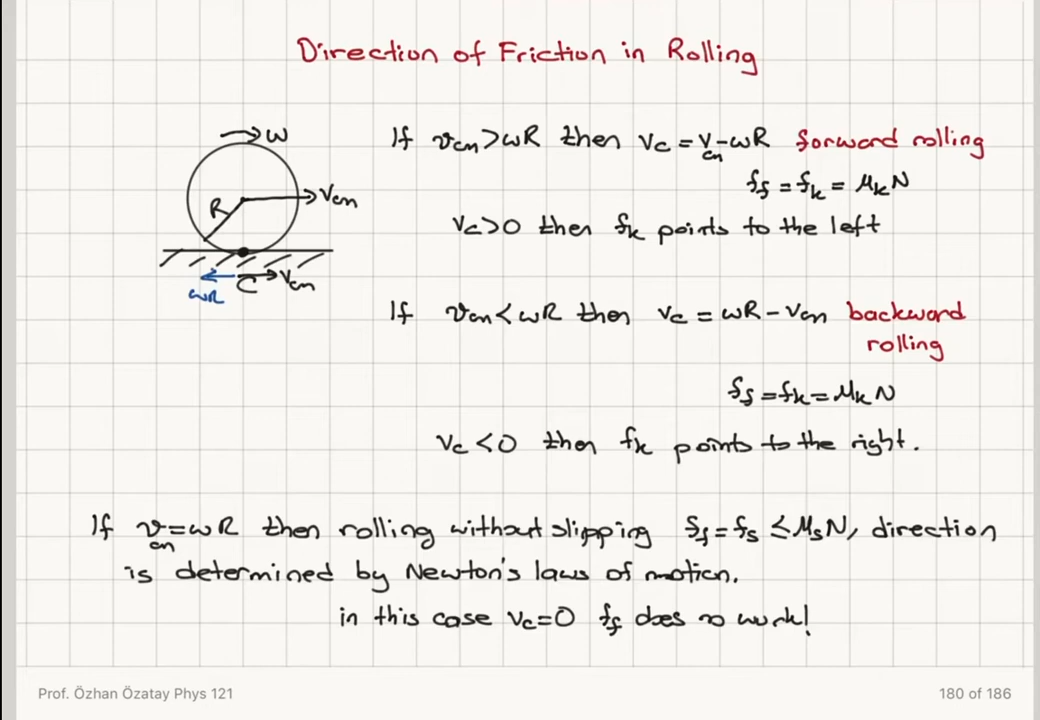 Direction of Friction in Rolling
ω
If vcm>ωR then vc = vcm-ωR forward rolling
ff = fk = μkN
R
vcm
vc>0 then fk points to the left
ωR
C
vcm
If vcm<ωR then vc = ωR-vcm backward
rolling
ff = fk = μkN
vc<0 then fk points to the right.
If vcm=ωR then rolling without slipping ff=fs ≤μsN, direction
is determined by Newton's laws of motion.
in this case vc=0 ff does no work!
Prof. Özhan Özatay Phys 121
180 of 186